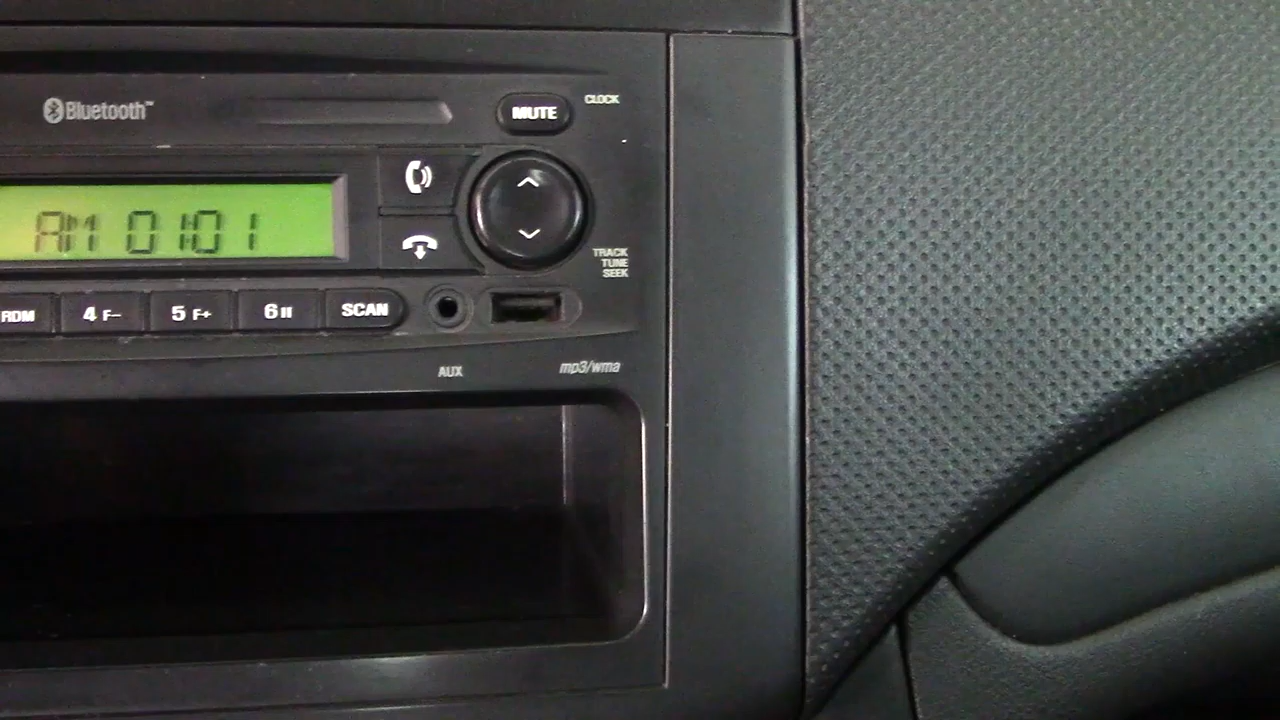 Bluetooth™
MUTE
CLOCK
AM 01:01
TRACK
TUNE
SEEK
RDM
4 F−
5 F+
6 II
SCAN
AUX
mp3/wma